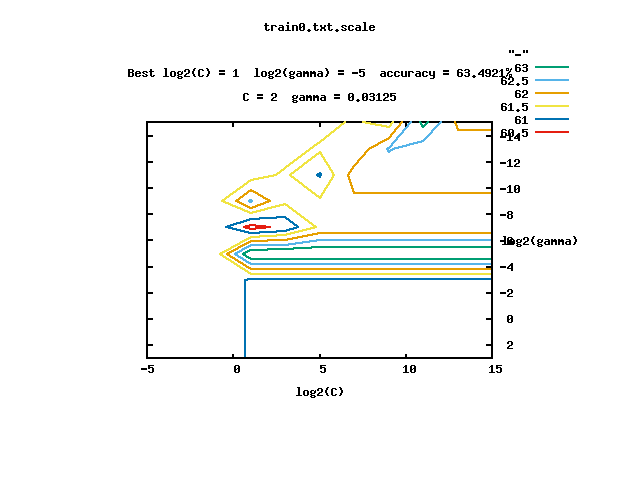 train0.txt.scale
"-"
Best log2(C) = 1 log2(gamma) = -5 accuracy = 63.4921%
63
62.5
C = 2 gamma = 0.03125
62
61.5
61
60.5
-14
-12
-10
-8
-6
log2(gamma)
-4
-2
0
2
-5 0 5 10 15
log2(C)